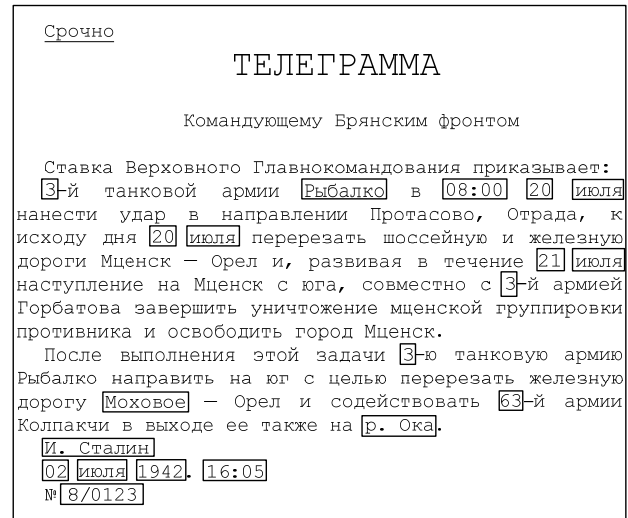 Срочно
ТЕЛЕГРАММА
Командующему Брянским фронтом
Ставка Верховного Главнокомандования приказывает:
3-й танковой армии Рыбалко в 08:00 20 июля
нанести удар в направлении Протасово, Отрада, к
исходу дня 20 июля перерезать шоссейную и железную
дороги Мценск — Орел и, развивая в течение 21 июля
наступление на Мценск с юга, совместно с 3-й армией
Горбатова завершить уничтожение мценской группировки
противника и освободить город Мценск.
После выполнения этой задачи 3-ю танковую армию
Рыбалко направить на юг с целью перерезать железную
дорогу Моховое — Орел и содействовать 63-й армии
Колпакчи в выходе ее также на р. Ока.
И. Сталин
02 июля 1942. 16:05
№ 8/0123